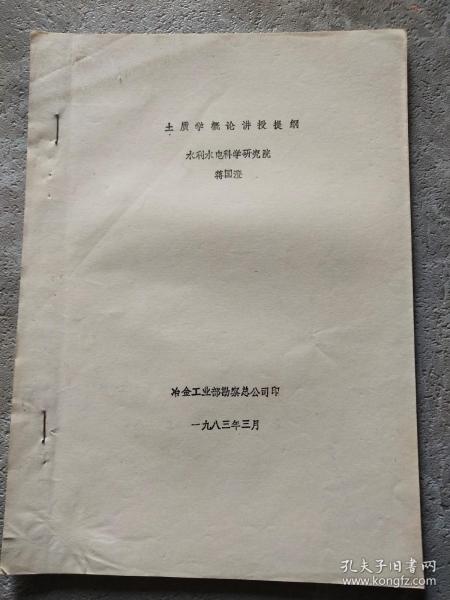 土质学概论讲授提纲
水利水电科学研究院
蒋国澄
冶金工业部勘察总公司印
一九八三年三月
孔夫子旧书网
www.kongfz.com